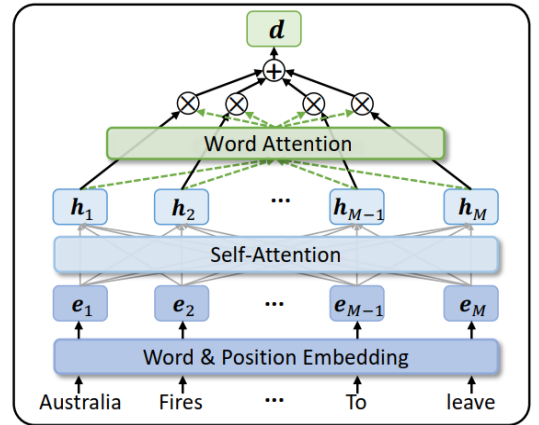 d
+
× × × ×
Word Attention
h₁ h₂ ... hM−1 hM
Self-Attention
e₁ e₂ ... eM−1 eM
Word & Position Embedding
Australia Fires ... To leave